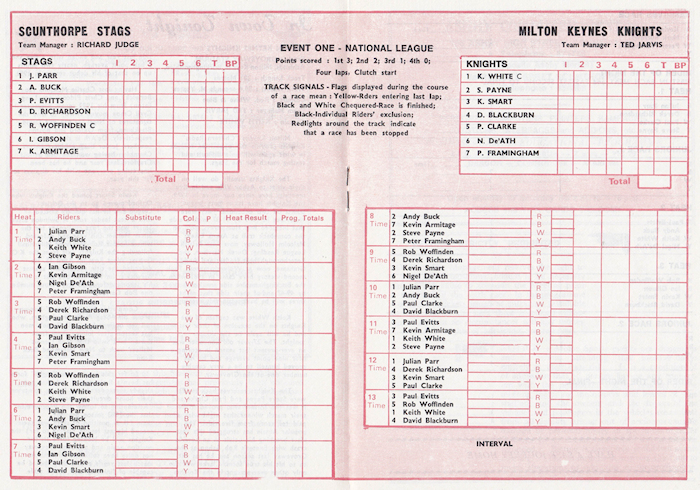 SCUNTHORPE STAGS
Team Manager : RICHARD JUDGE
STAGS 1 2 3 4 5 6 T BP
1 J. PARR
2 A. BUCK
3 P. EVITTS
4 D. RICHARDSON
5 R. WOFFINDEN C
6 I. GIBSON
7 K. ARMITAGE
Total
EVENT ONE - NATIONAL LEAGUE
Points scored : 1st 3; 2nd 2; 3rd 1; 4th 0;
Four laps. Clutch start
TRACK SIGNALS - Flags displayed during the course
of a race mean : Yellow-Rders entering last lap;
Black and White Chequered-Race is finished;
Black-Individual Riders' exclusion;
Redlights around the track indicate
that a race has been stopped
MILTON KEYNES KNIGHTS
Team Manager : TED JARVIS
KNIGHTS 1 2 3 4 5 6 T BP
1 K. WHITE C
2 S. PAYNE
3 K. SMART
4 D. BLACKBURN
5 P. CLARKE
6 N. De'ATH
7 P. FRAMINGHAM
Total
Heat Riders Substitute Col. P Heat Result Prog. Totals
1 1 Julian Parr R
Time 2 Andy Buck B
1 Keith White W
2 Steve Payne Y
2 6 Ian Gibson R
Time 7 Kevin Armitage B
6 Nigel De'Ath W
7 Peter Framingham Y
3 5 Rob Woffinden R
Time 4 Derek Richardson B
5 Paul Clarke W
4 David Blackburn Y
4 3 Paul Evitts R
Time 6 Ian Gibson B
3 Kevin Smart W
7 Peter Framingham Y
5 5 Rob Woffinden R
Time 4 Derek Richardson B
1 Keith White W
2 Steve Payne Y
6 1 Julian Parr R
Time 2 Andy Buck B
3 Kevin Smart W
6 Nigel De'Ath Y
7 3 Paul Evitts R
Time 6 Ian Gibson B
5 Paul Clarke W
4 David Blackburn Y
8 2 Andy Buck R
Time 7 Kevin Armitage B
2 Steve Payne W
7 Peter Framingham Y
9 5 Rob Woffinden R
Time 4 Derek Richardson B
3 Kevin Smart W
6 Nigel De'Ath Y
10 1 Julian Parr R
Time 2 Andy Buck B
5 Paul Clarke W
4 David Blackburn Y
11 3 Paul Evitts R
Time 7 Kevin Armitage B
1 Keith White W
2 Steve Payne Y
12 1 Julian Parr R
Time 4 Derek Richardson B
3 Kevin Smart W
5 Paul Clarke Y
13 3 Paul Evitts R
Time 5 Rob Woffinden B
1 Keith White W
4 David Blackburn Y
INTERVAL